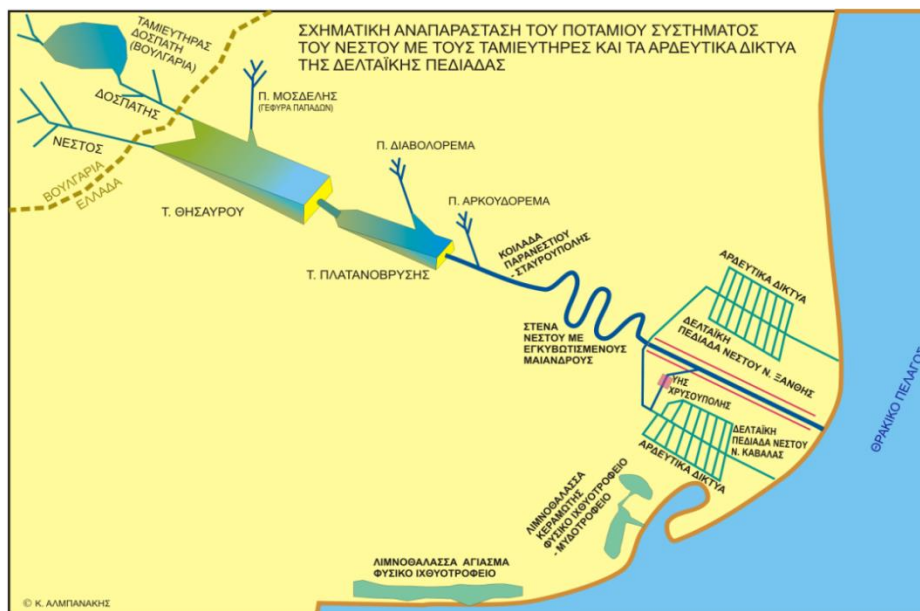 ΣΧΗΜΑΤΙΚΗ ΑΝΑΠΑΡΑΣΤΑΣΗ ΤΟΥ ΠΟΤΑΜΙΟΥ ΣΥΣΤΗΜΑΤΟΣ
ΤΟΥ ΝΕΣΤΟΥ ΜΕ ΤΟΥΣ ΤΑΜΙΕΥΤΗΡΕΣ ΚΑΙ ΤΑ ΑΡΔΕΥΤΙΚΑ ΔΙΚΤΥΑ
ΤΗΣ ΔΕΛΤΑΪΚΗΣ ΠΕΔΙΑΔΑΣ
ΤΑΜΙΕΥΤΗΡΑΣ
ΔΟΣΠΑΤΗ
(ΒΟΥΛΓΑΡΙΑ)
ΔΟΣΠΑΤΗΣ
ΝΕΣΤΟΣ
ΒΟΥΛΓΑΡΙΑ
ΕΛΛΑΔΑ
Π. ΜΟΣΔΕΛΗΣ
(ΓΕΦΥΡΑ ΠΑΠΑΔΩΝ)
Τ. ΘΗΣΑΥΡΟΥ
Π. ΔΙΑΒΟΛΟΡΕΜΑ
Π. ΑΡΚΟΥΔΟΡΕΜΑ
Τ. ΠΛΑΤΑΝΟΒΡΥΣΗΣ
ΚΟΙΛΑΔΑ
ΠΑΡΑΝΕΣΤΙΟΥ
- ΣΤΑΥΡΟΥΠΟΛΗΣ
ΣΤΕΝΑ
ΝΕΣΤΟΥ ΜΕ
ΕΓΚΥΒΩΤΙΣΜΕΝΟΥΣ
ΜΑΙΑΝΔΡΟΥΣ
ΑΡΔΕΥΤΙΚΑ ΔΙΚΤΥΑ
ΔΕΛΤΑΪΚΗ
ΠΕΔΙΑΔΑ ΝΕΣΤΟΥ Ν. ΞΑΝΘΗΣ
ΥΗΣ
ΧΡΥΣΟΥΠΟΛΗΣ
ΔΕΛΤΑΪΚΗ
ΠΕΔΙΑΔΑ ΝΕΣΤΟΥ
Ν. ΚΑΒΑΛΑΣ
ΑΡΔΕΥΤΙΚΑ ΔΙΚΤΥΑ
ΘΡΑΚΙΚΟ ΠΕΛΑΓΟΣ
ΛΙΜΝΟΘΑΛΑΣΣΑ
ΚΕΡΑΜΩΤΗΣ
ΦΥΣΙΚΟ ΙΧΘΥΟΤΡΟΦΕΙΟ
- ΜΥΔΟΤΡΟΦΕΙΟ
ΛΙΜΝΟΘΑΛΑΣΣΑ ΑΓΙΑΣΜΑ
ΦΥΣΙΚΟ ΙΧΘΥΟΤΡΟΦΕΙΟ
© Κ. ΑΛΜΠΑΝΑΚΗΣ